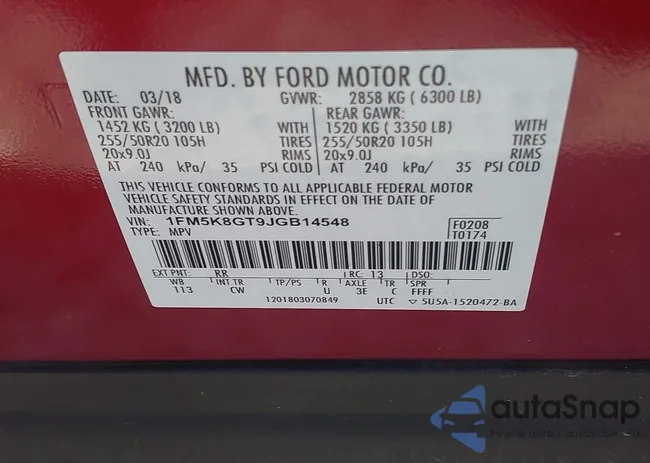 MFD. BY FORD MOTOR CO.
DATE: 03/18 GVWR: 2858 KG ( 6300 LB)
FRONT GAWR: REAR GAWR:
1452 KG ( 3200 LB) WITH 1520 KG ( 3350 LB) WITH
255/50R20 105H TIRES 255/50R20 105H TIRES
20x9.0J RIMS 20x9.0J RIMS
AT 240 kPa/ 35 PSI COLD AT 240 kPa/ 35 PSI COLD
THIS VEHICLE CONFORMS TO ALL APPLICABLE FEDERAL MOTOR
VEHICLE SAFETY STANDARDS IN EFFECT ON THE DATE OF
MANUFACTURE SHOWN ABOVE.
VIN: 1FM5K8GT9JGB14548 F0208
TYPE: MPV T0174
EXT PNT: RR RC: 13 DSO:
WB INT TR TP/PS R AXLE TR SPR
113 CW U 3E C FFFF
1201803070849 UTC ▽ 5U5A-1520472-BA
autoSnap